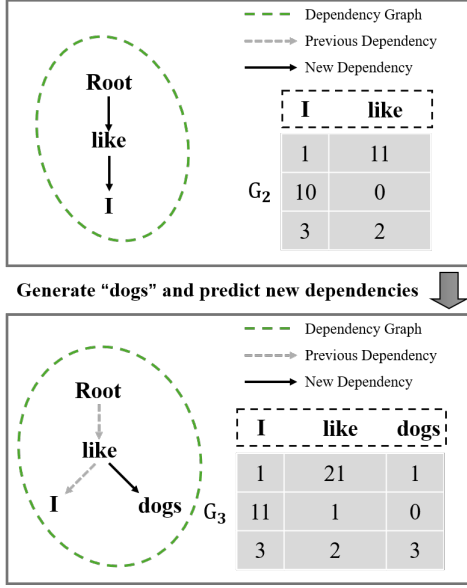 Dependency Graph
Previous Dependency
New Dependency
Root
like
I
I like
1 11
G2 10 0
3 2
Generate “dogs” and predict new dependencies
Dependency Graph
Previous Dependency
New Dependency
Root
like
I dogs
I like dogs
1 21 1
G3 11 1 0
3 2 3